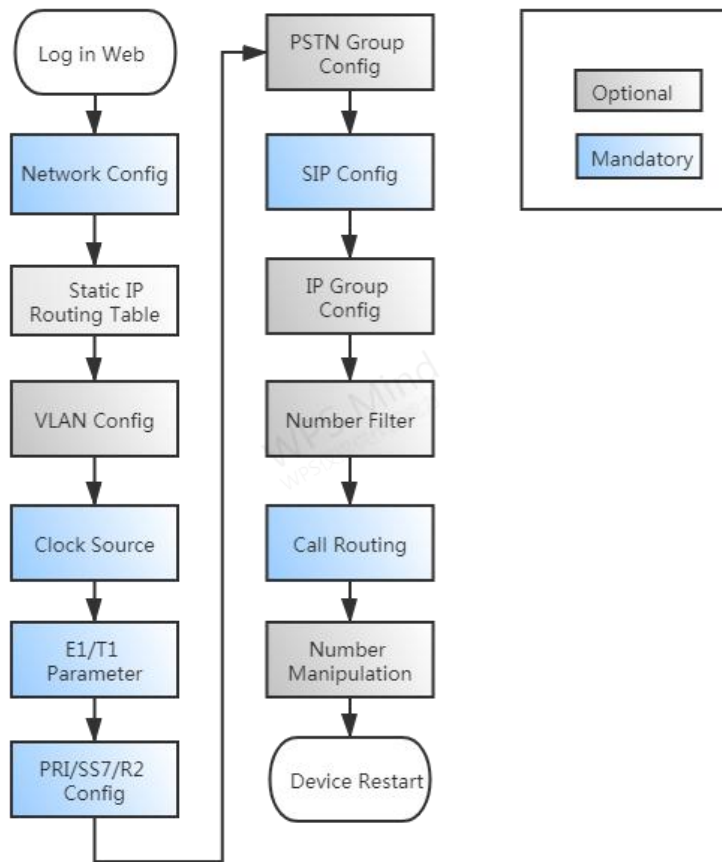 Log in Web
Network Config
Static IP
Routing Table
VLAN Config
Clock Source
E1/T1
Parameter
PRI/SS7/R2
Config
PSTN Group
Config
SIP Config
IP Group
Config
Number Filter
Call Routing
Number
Manipulation
Device Restart
Optional
Mandatory
WPS Mind